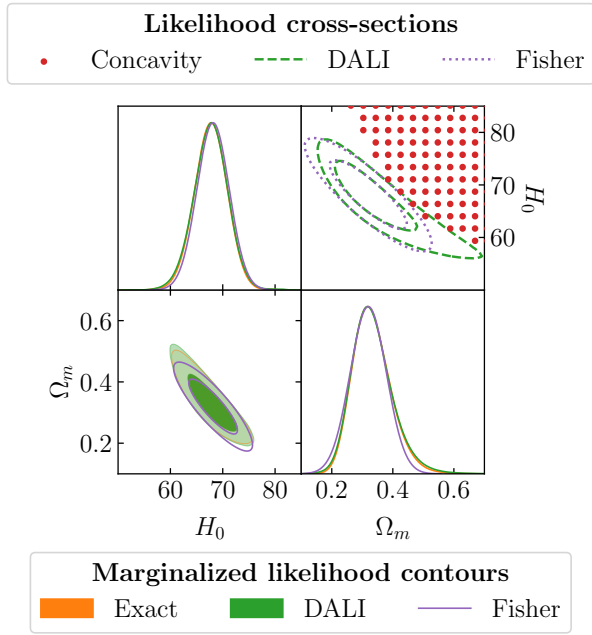 Likelihood cross-sections
Concavity DALI Fisher
80
70
60
H₀
0.6
0.4
0.2
Ωₘ
60 70 80
0.2 0.4 0.6
H₀
Ωₘ
Marginalized likelihood contours
Exact DALI Fisher